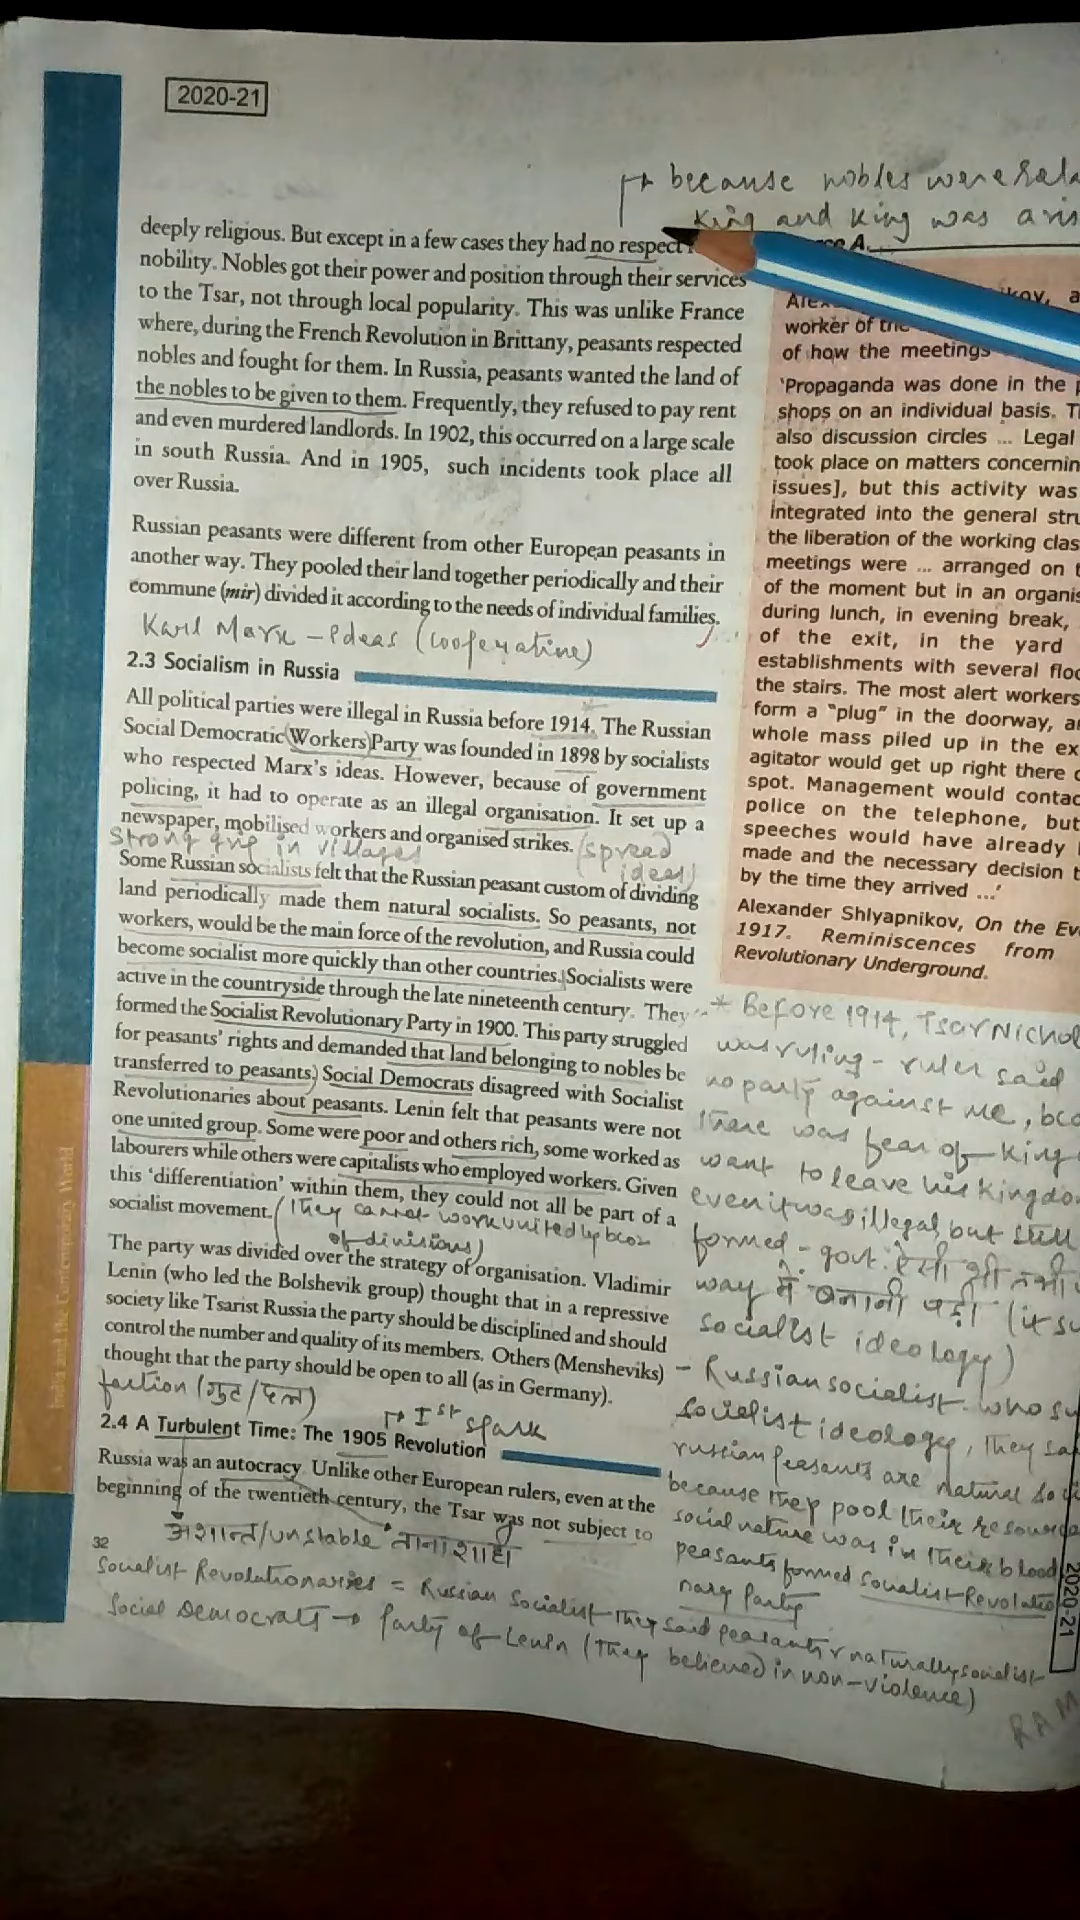 2020-21
because nobles were
King and King was
deeply religious. But except in a few cases they had no respect
nobility. Nobles got their power and position through their services
to the Tsar, not through local popularity. This was unlike France
where, during the French Revolution in Brittany, peasants respected
nobles and fought for them. In Russia, peasants wanted the land of
the nobles to be given to them. Frequently, they refused to pay rent
and even murdered landlords. In 1902, this occurred on a large scale
in south Russia. And in 1905, such incidents took place all
over Russia.
Russian peasants were different from other European peasants in
another way. They pooled their land together periodically and their
commune (mir) divided it according to the needs of individual families.
Karl Marx - Ideas (cooperative)
2.3 Socialism in Russia
All political parties were illegal in Russia before 1914. The Russian
Social Democratic Workers Party was founded in 1898 by socialists
who respected Marx's ideas. However, because of government
policing, it had to operate as an illegal organisation. It set up a
newspaper, mobilised workers and organised strikes. (spread
ideas)
strong grip in villages
Some Russian socialists felt that the Russian peasant custom of dividing
land periodically made them natural socialists. So peasants, not
workers, would be the main force of the revolution, and Russia could
become socialist more quickly than other countries. Socialists were
active in the countryside through the late nineteenth century. They
formed the Socialist Revolutionary Party in 1900. This party struggled
for peasants' rights and demanded that land belonging to nobles be
transferred to peasants. Social Democrats disagreed with Socialist
Revolutionaries about peasants. Lenin felt that peasants were not
one united group. Some were poor and others rich, some worked as
labourers while others were capitalists who employed workers. Given
this 'differentiation' within them, they could not all be part of a
socialist movement. (They cannot work united by bcoz
of divisions)
The party was divided over the strategy of organisation. Vladimir
Lenin (who led the Bolshevik group) thought that in a repressive
society like Tsarist Russia the party should be disciplined and should
control the number and quality of its members. Others (Mensheviks)
thought that the party should be open to all (as in Germany).
faction (गुट/दल)
Ist spark
2.4 A Turbulent Time: The 1905 Revolution
Russia was an autocracy. Unlike other European rulers, even at the
beginning of the twentieth century, the Tsar was not subject to
अशान्त/unstable तानाशाही
32
Socialist Revolutionaries = Russian Socialist they said peasants r naturally socialist
Social Democrats → Party of Lenin (They believed in non-violence)
worker of the
of how the meetings
'Propaganda was done in the
shops on an individual basis.
also discussion circles ... Legal
took place on matters
issues], but this activity was
integrated into the general
the liberation of the working
meetings were ... arranged on
of the moment but in an
during lunch, in evening break,
of the exit, in the yard
establishments with several
the stairs. The most alert workers
form a "plug" in the doorway,
whole mass piled up in the
agitator would get up right there
spot. Management would
police on the telephone, but
speeches would have already
made and the necessary decision
by the time they arrived ...'
Alexander Shlyapnikov, On the
1917. Reminiscences from
Revolutionary Underground.
* Before 1914, Tsar
was ruling - ruler said
no party against me,
there was fear of King
want to leave his
even it was illegal, but still
formed - govt.
way में बनानी पड़ी
socialist ideology)
- Russian socialist who
socialist ideology, they
russian peasants are natural
because they pool their
social nature was in their blood
peasants formed Socialist
nary Party
India and the Contemporary World
2020-21
RAM